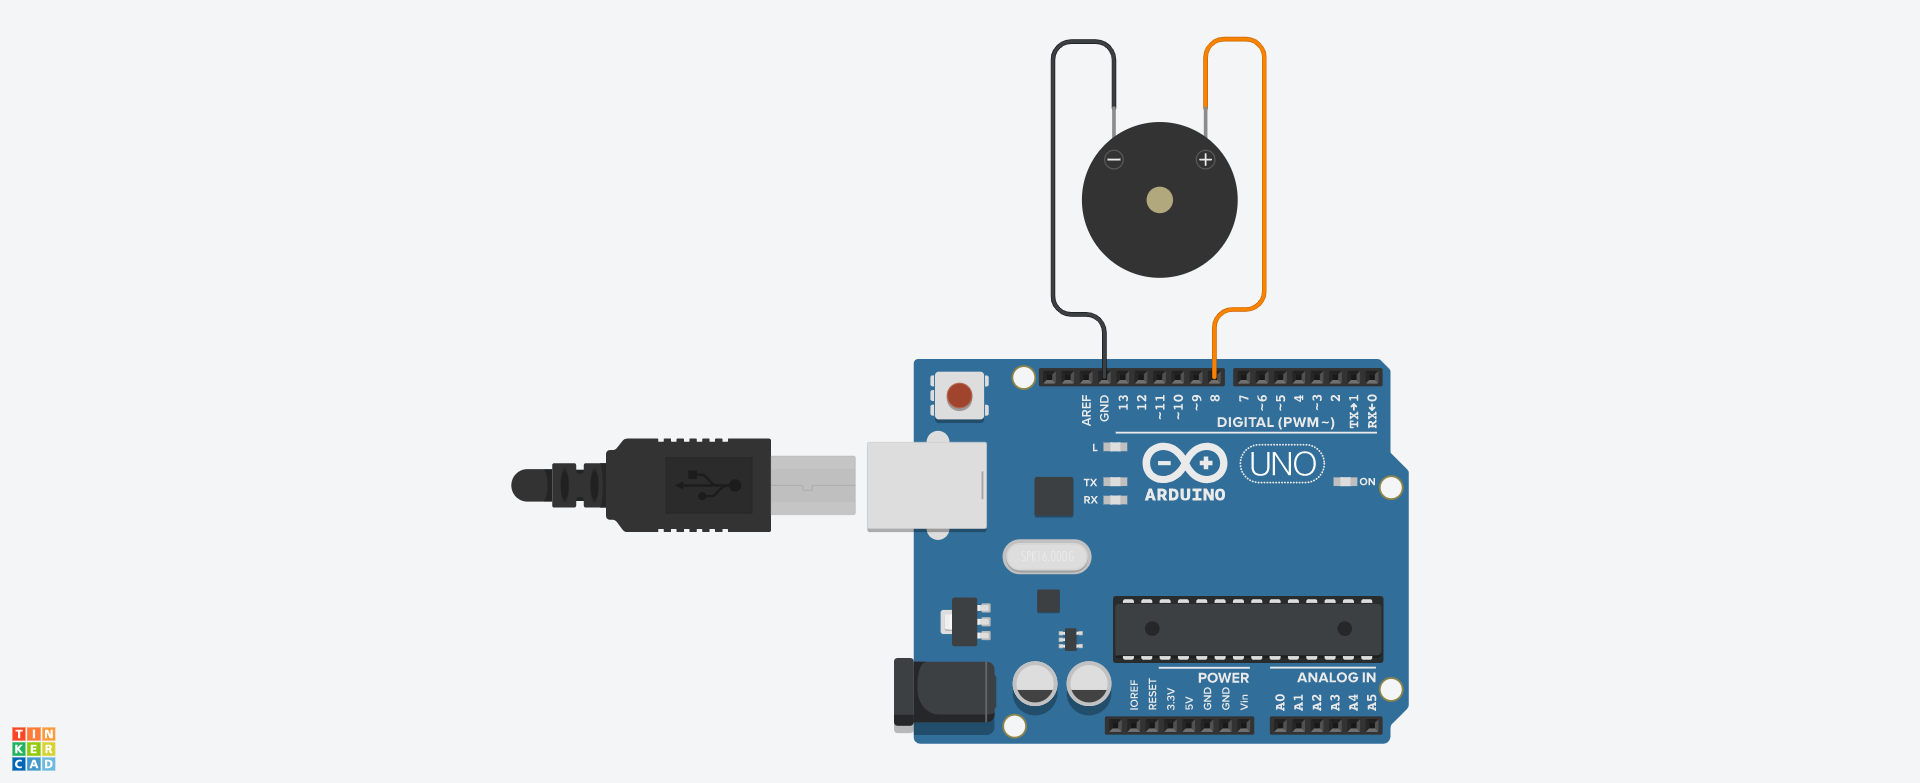 AREF
GND
13
12
~11
~10
~9
8
7
~6
~5
4
~3
2
TX→1
RX←0
DIGITAL (PWM~)
L
TX
RX
ARDUINO
UNO
ON
SPK16.000G
POWER
ANALOG IN
IOREF
RESET
3.3V
5V
GND
GND
Vin
A0
A1
A2
A3
A4
A5
TIN
KER
CAD